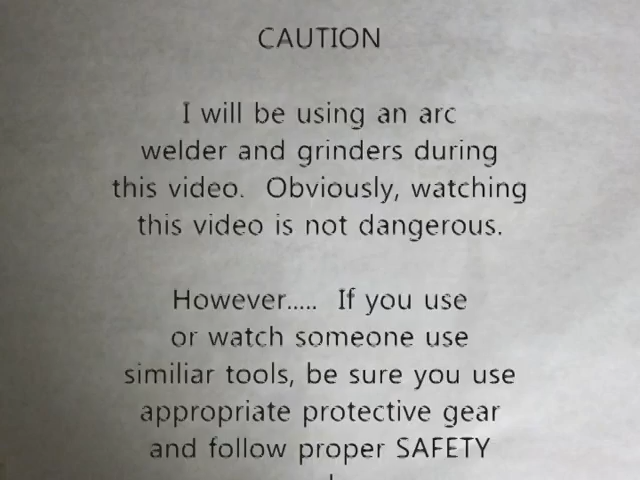 CAUTION
I will be using an arc
welder and grinders during
this video.  Obviously, watching
this video is not dangerous.
However.....  If you use
or watch someone use
similiar tools, be sure you use
appropriate protective gear
and follow proper SAFETY